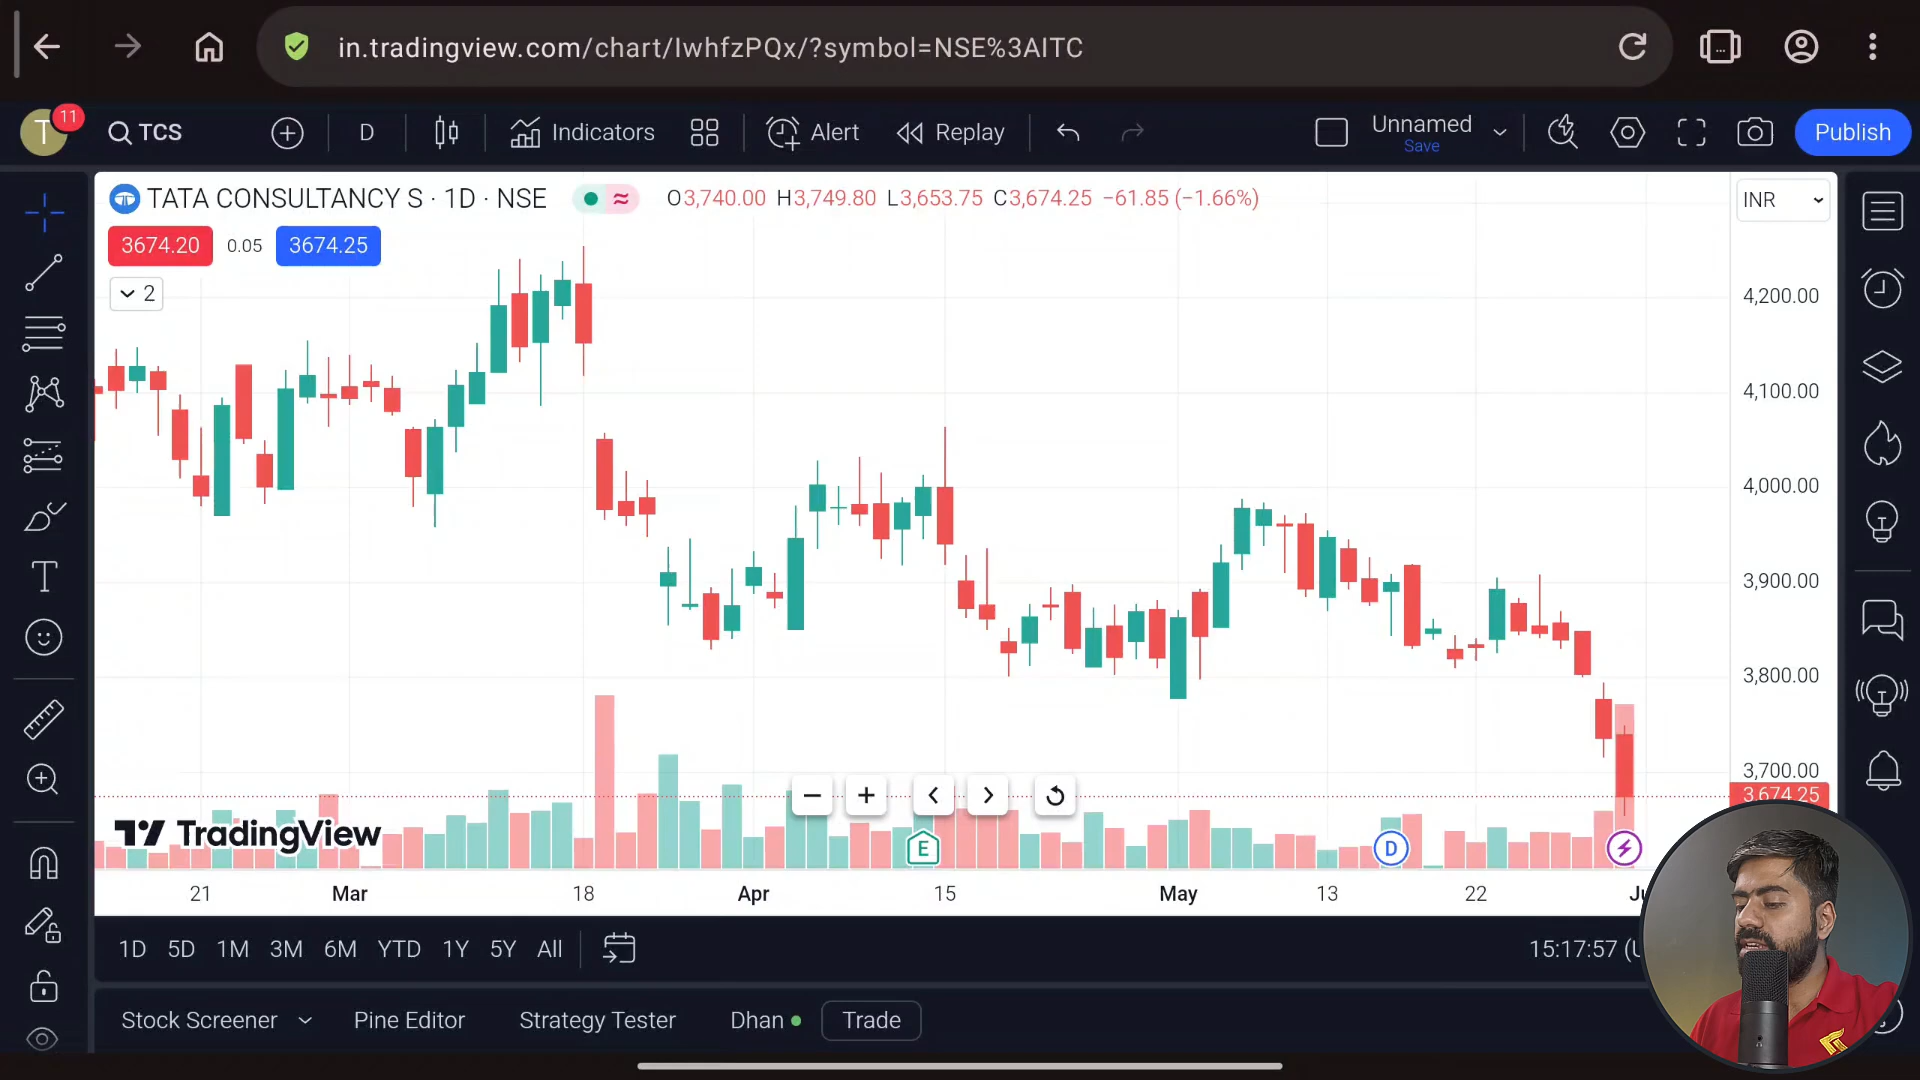 in.tradingview.com/chart/IwhfzPQx/?symbol=NSE%3AITC
T 11 TCS D Indicators Alert Replay Unnamed Save Publish
TATA CONSULTANCY S · 1D · NSE O3,740.00 H3,749.80 L3,653.75 C3,674.25 −61.85 (−1.66%) INR
3674.20 0.05 3674.25
2
4,200.00
4,100.00
4,000.00
3,900.00
3,800.00
3,700.00
3,674.25
TradingView
E D
21 Mar 18 Apr 15 May 13 22
1D 5D 1M 3M 6M YTD 1Y 5Y All 15:17:57
Stock Screener Pine Editor Strategy Tester Dhan Trade